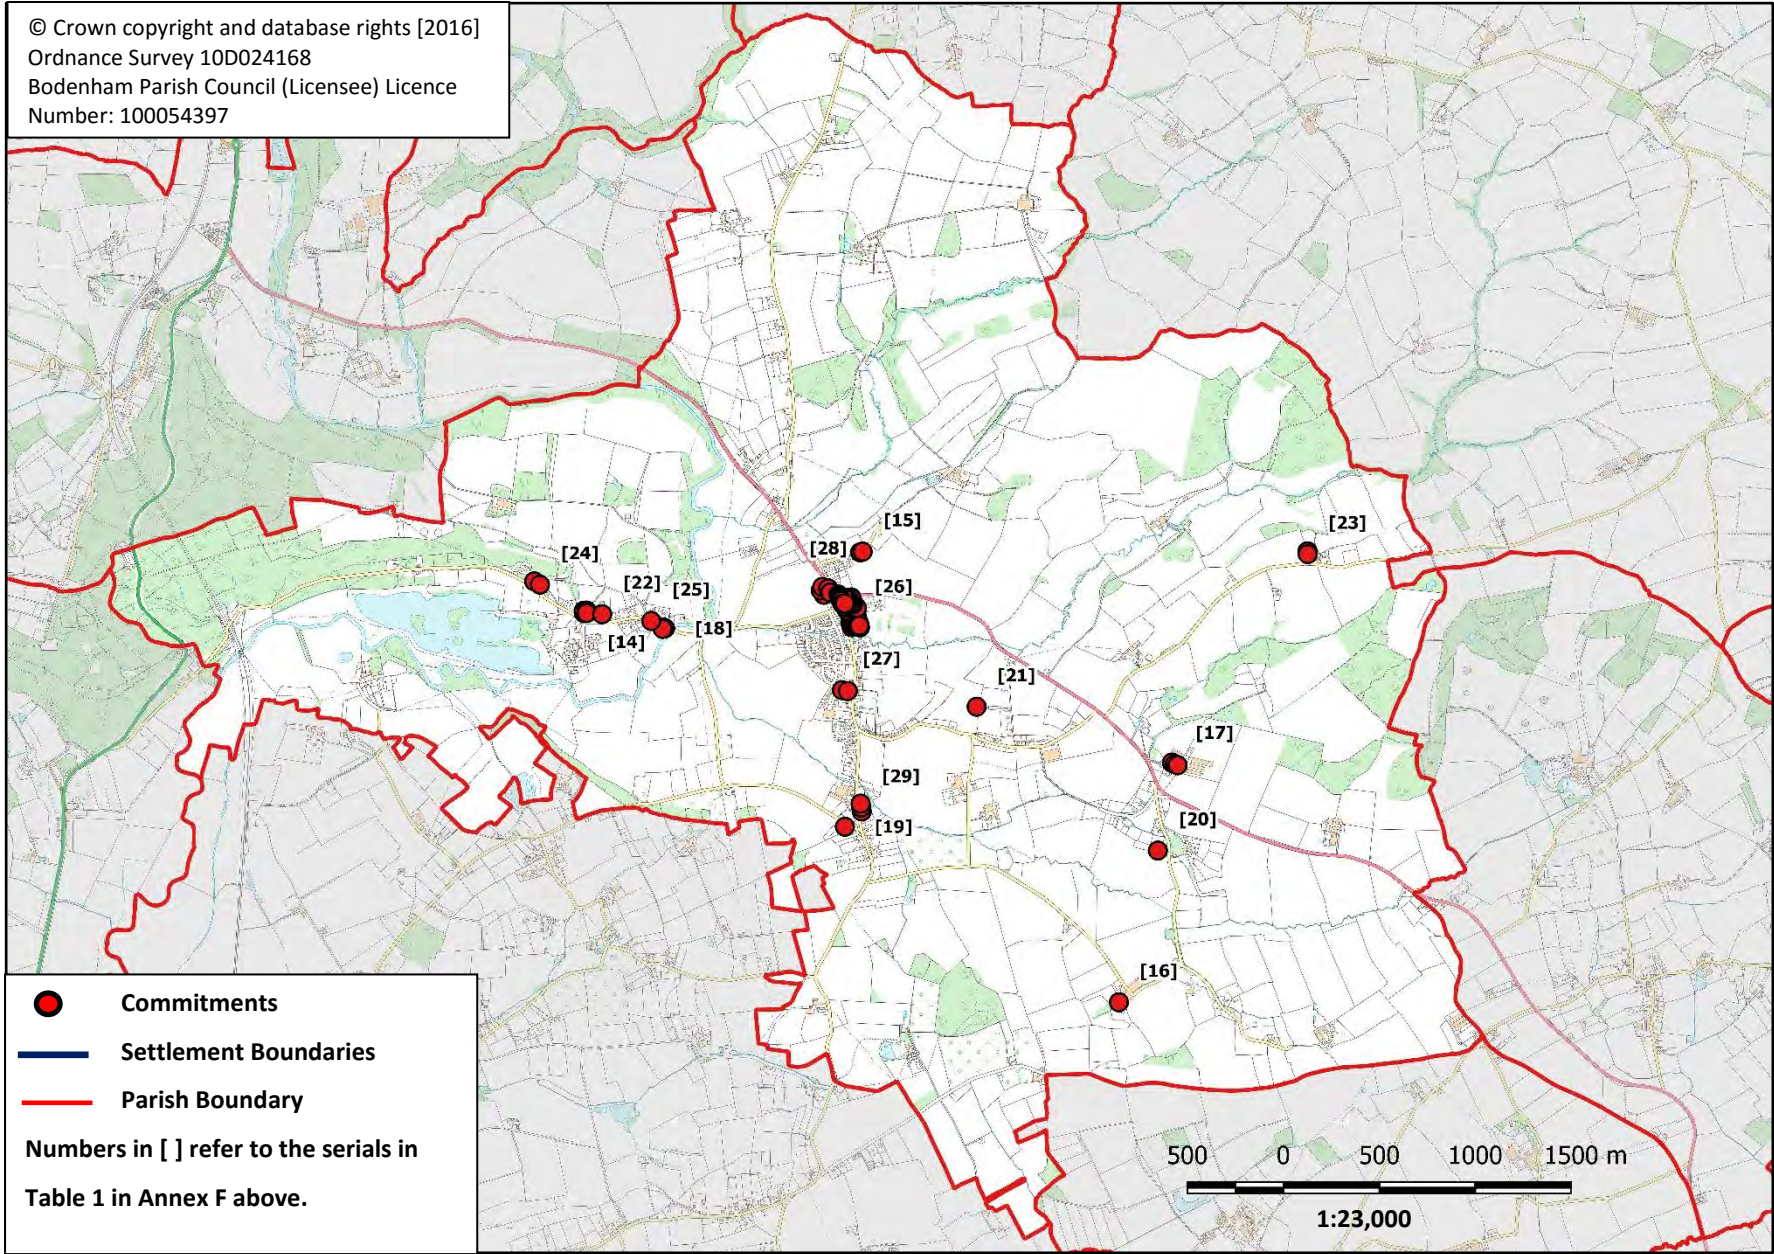 © Crown copyright and database rights [2016]
Ordnance Survey 10D024168
Bodenham Parish Council (Licensee) Licence
Number: 100054397
[15]
[23]
[28]
[24]
[22]
[25]
[26]
[18]
[14]
[27]
[21]
[17]
[29]
[20]
[19]
[16]
Commitments
Settlement Boundaries
Parish Boundary
Numbers in [ ] refer to the serials in
Table 1 in Annex F above.
500 0 500 1000 1500 m
1:23,000